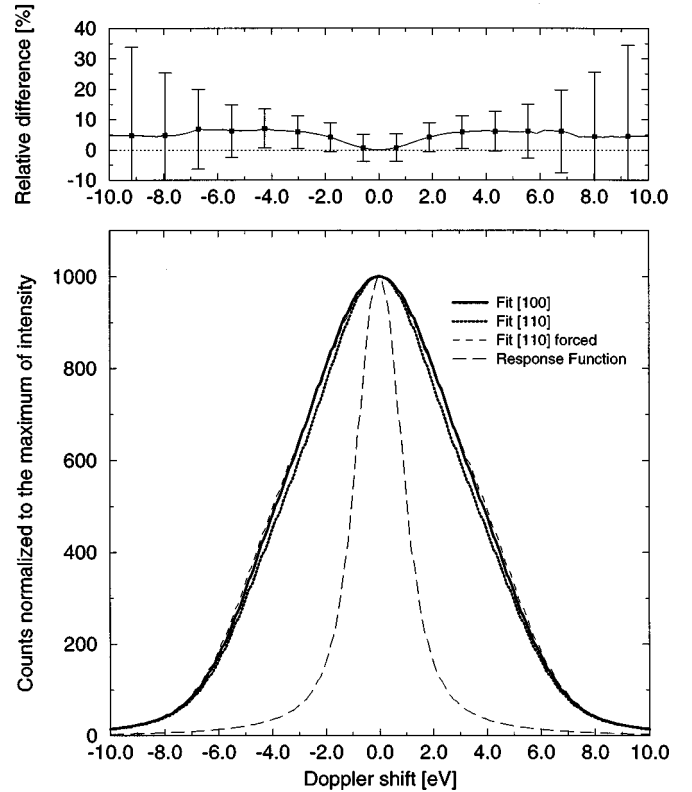 Relative difference [%]
40
30
20
10
0
-10
-10.0 -8.0 -6.0 -4.0 -2.0 0.0 2.0 4.0 6.0 8.0 10.0
Counts normalized to the maximum of intensity
1000
800
600
400
200
0
Fit [100]
Fit [110]
Fit [110] forced
Response Function
-10.0 -8.0 -6.0 -4.0 -2.0 0.0 2.0 4.0 6.0 8.0 10.0
Doppler shift [eV]